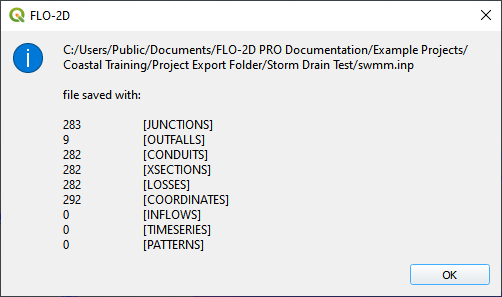 FLO-2D
C:/Users/Public/Documents/FLO-2D PRO Documentation/Example Projects/
Coastal Training/Project Export Folder/Storm Drain Test/swmm.inp
file saved with:
283 [JUNCTIONS]
9 [OUTFALLS]
282 [CONDUITS]
282 [XSECTIONS]
282 [LOSSES]
292 [COORDINATES]
0 [INFLOWS]
0 [TIMESERIES]
0 [PATTERNS]
OK